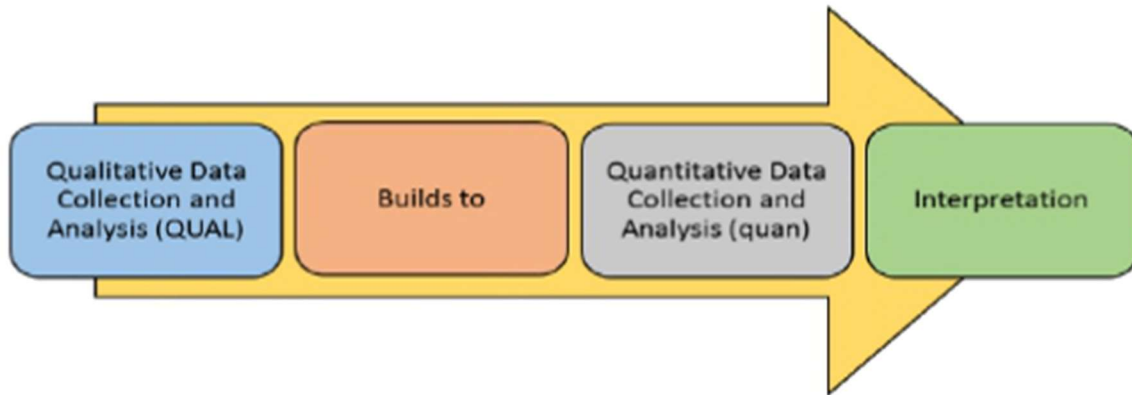 Qualitative Data
Collection and
Analysis (QUAL)
Builds to
Quantitative Data
Collection and
Analysis (quan)
Interpretation